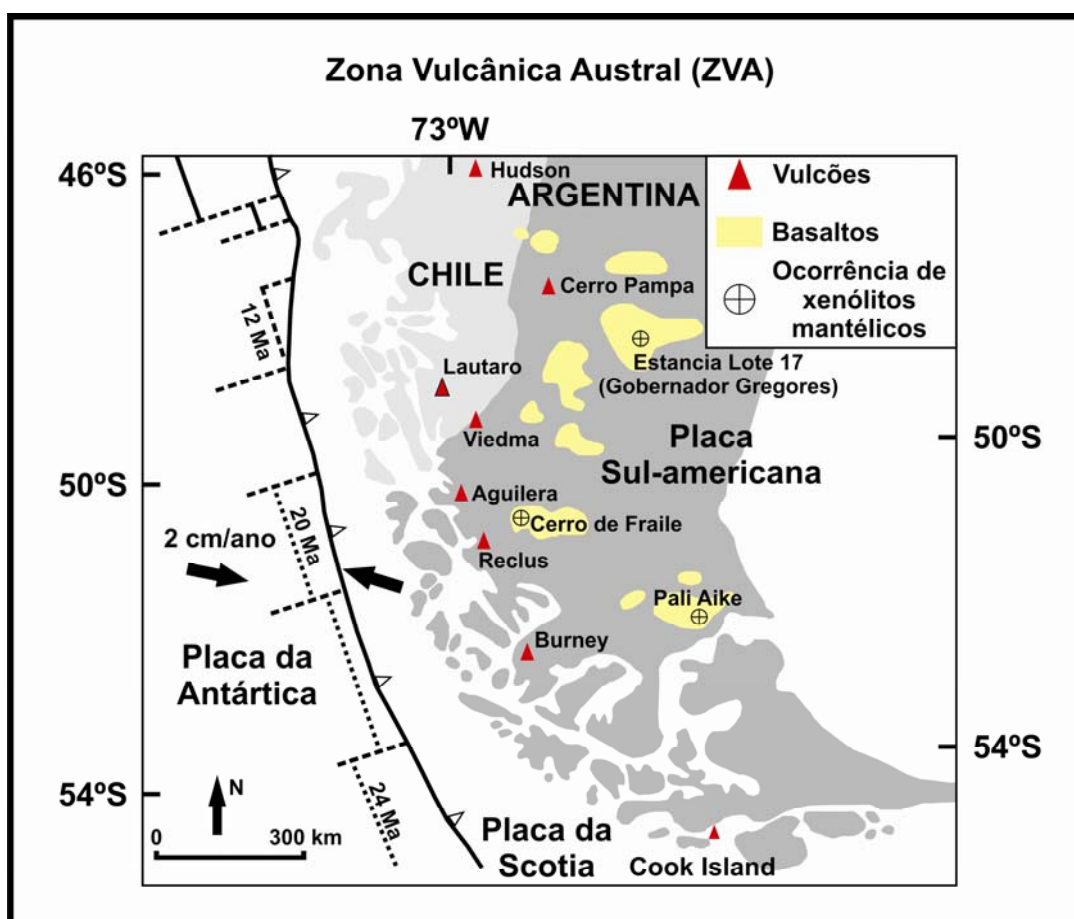 Zona Vulcânica Austral (ZVA)
73ºW
46ºS
Hudson
ARGENTINA
Vulcões
Basaltos
Ocorrência de
xenólitos
mantélicos
CHILE
Cerro Pampa
12 Ma
Lautaro
Estancia Lote 17
(Gobernador Gregores)
Viedma
Placa
Sul-americana
50ºS
50ºS
Aguilera
Cerro de Fraile
20 Ma
2 cm/ano
Reclus
Pali Aike
Burney
Placa da
Antártica
54ºS
54ºS
N
24 Ma
0 300 km
Placa da
Scotia
Cook Island